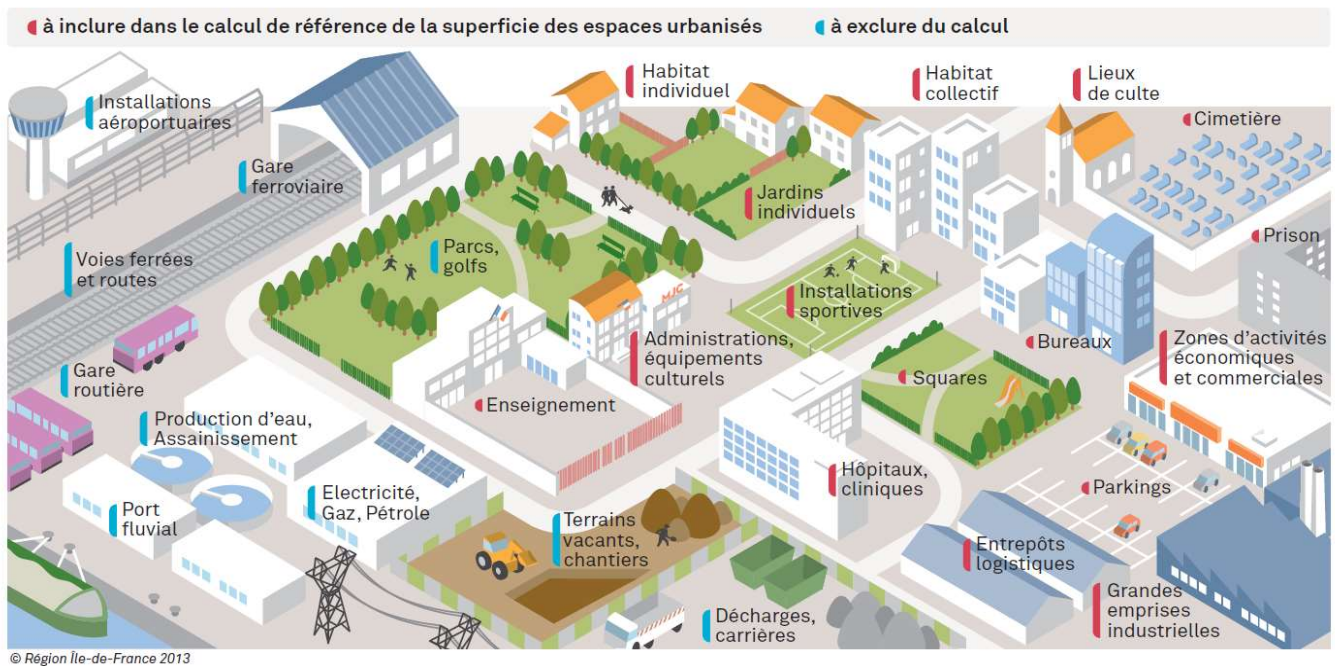 à inclure dans le calcul de référence de la superficie des espaces urbanisés
à exclure du calcul
Installations
aéroportuaires
Gare
ferroviaire
Habitat
individuel
Habitat
collectif
Lieux
de culte
Cimetière
Jardins
individuels
Voies ferrées
et routes
Parcs,
golfs
Prison
Installations
sportives
MJC
Administrations,
équipements
culturels
Bureaux
Zones d'activités
économiques
et commerciales
Gare
routière
Squares
Enseignement
Production d'eau,
Assainissement
Hôpitaux,
cliniques
Parkings
Electricité,
Gaz, Pétrole
Port
fluvial
Terrains
vacants,
chantiers
Entrepôts
logistiques
Grandes
emprises
industrielles
Décharges,
carrières
© Région Île-de-France 2013